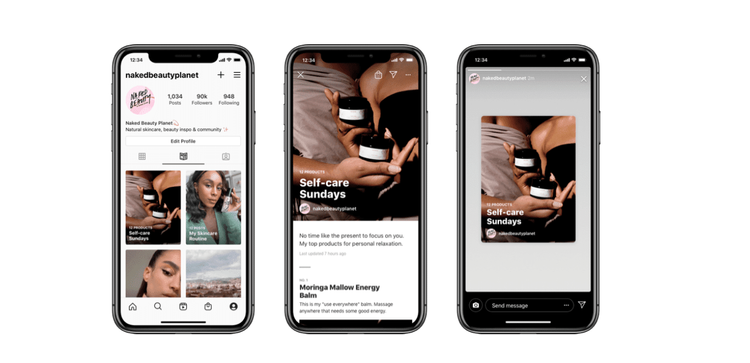 12:34
nakedbeautyplanet
NAKED
BEAUTY
1,034
Posts
90k
Followers
948
Following
Naked Beauty Planet
Natural skincare, beauty inspo & community
Edit Profile
12 PRODUCTS
Self-care
Sundays
My Skincare
Routine
12:34
12 PRODUCTS
Self-care
Sundays
nakedbeautyplanet
No time like the present to focus on you.
My top products for personal relaxation.
Last updated 7 hours ago
NO. 1
Moringa Mallow Energy
Balm
This is my "use everywhere" balm. Massage
anywhere that needs some good energy.
12:34
nakedbeautyplanet 2m
12 PRODUCTS
Self-care
Sundays
nakedbeautyplanet
Send message